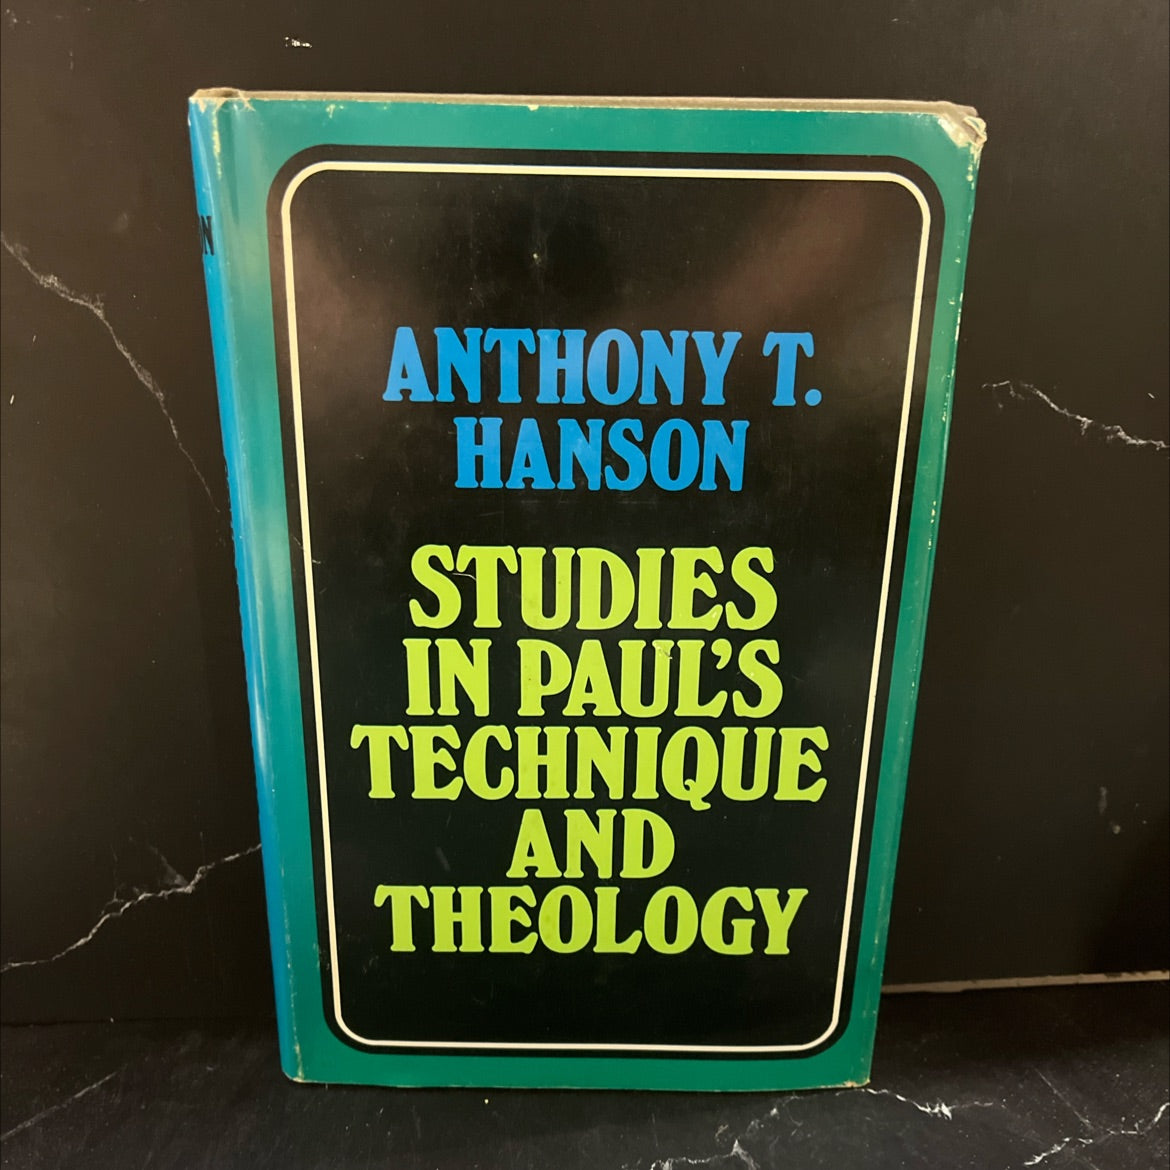 ANTHONY T.
HANSON
STUDIES
IN PAUL'S
TECHNIQUE
AND
THEOLOGY